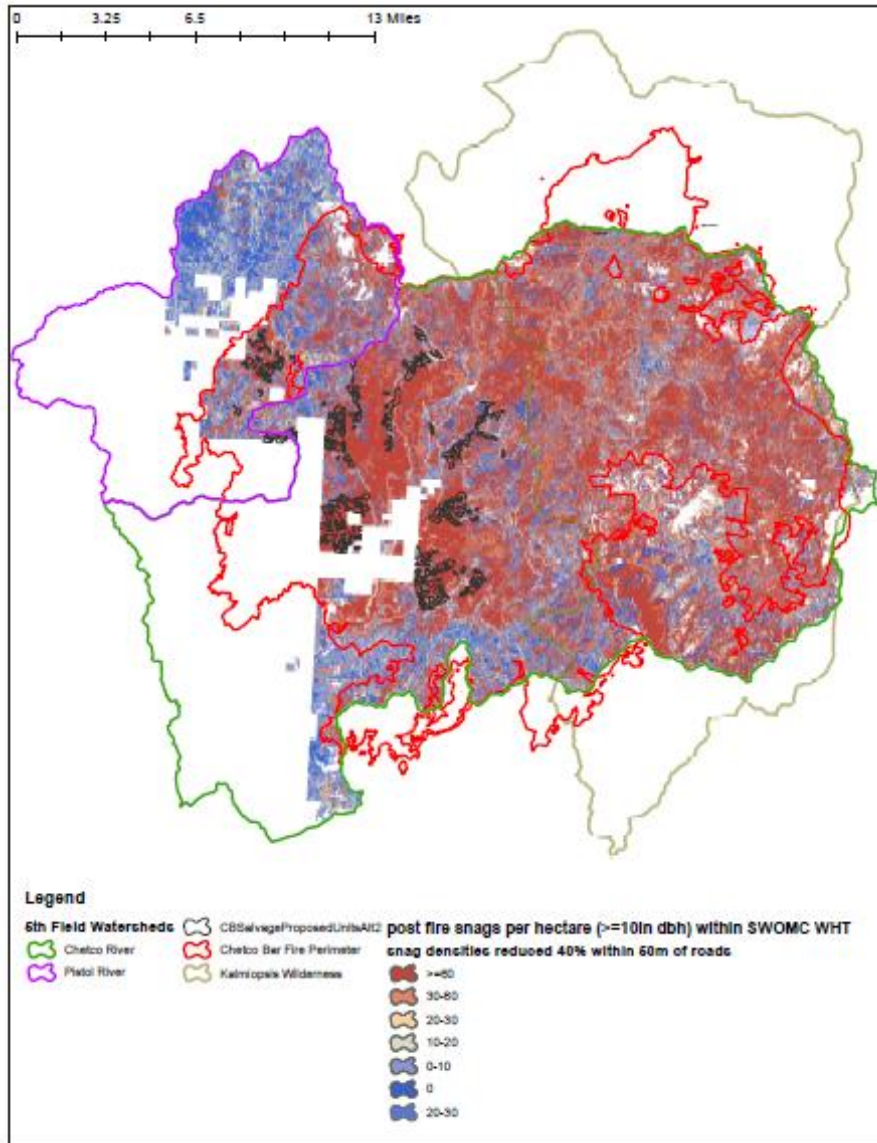 0 3.25 6.5 13 Miles
Legend
5th Field Watersheds
Chetco River
Pistol River
CBSalvageProposedUnitsAlt2
Chetco Bar Fire Perimeter
Kalmiopsis Wilderness
post fire snags per hectare (>=10in dbh) within SWOMC WHT
snag densities reduced 40% within 50m of roads
>=60
30-60
20-30
10-20
0-10
0
20-30